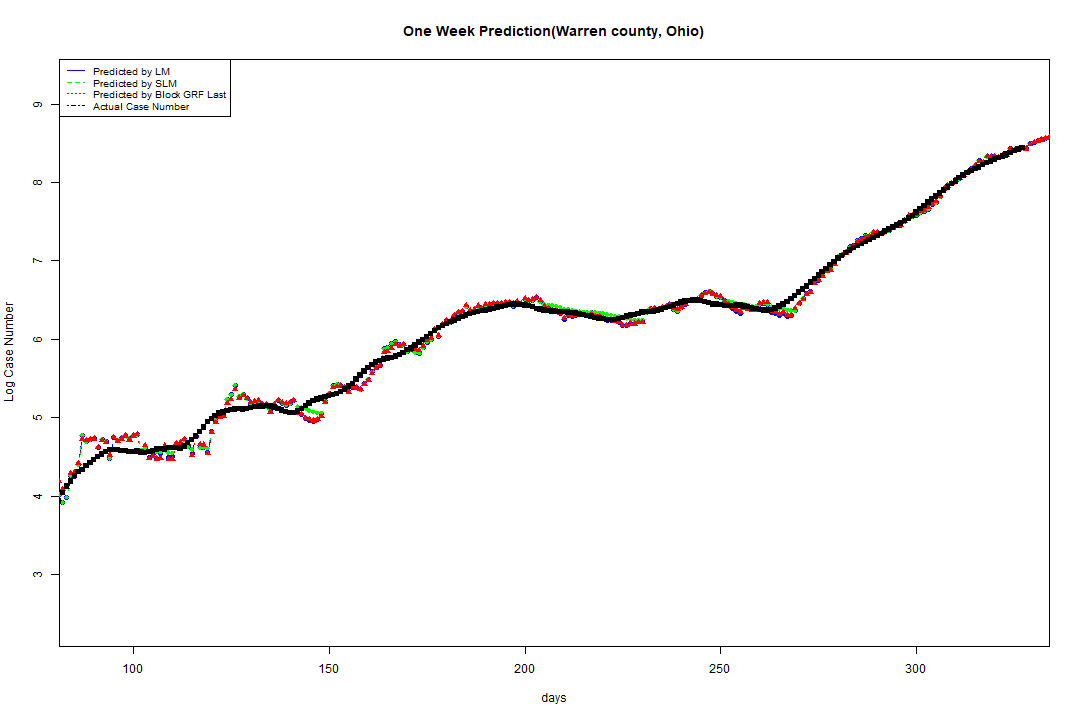 One Week Prediction(Warren county, Ohio)
Predicted by LM
Predicted by SLM
Predicted by Block GRF Last
Actual Case Number
9
8
7
6
5
4
3
Log Case Number
100 150 200 250 300
days